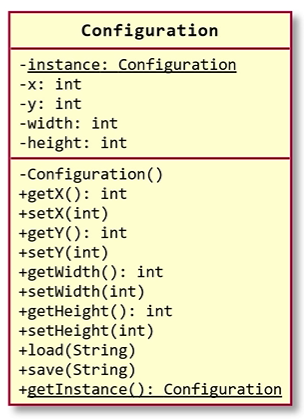 Configuration
-instance: Configuration
-x: int
-y: int
-width: int
-height: int
-Configuration()
+getX(): int
+setX(int)
+getY(): int
+setY(int)
+getWidth(): int
+setWidth(int)
+getHeight(): int
+setHeight(int)
+load(String)
+save(String)
+getInstance(): Configuration